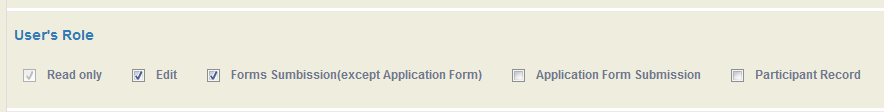 User's Role
Read only Edit Forms Sumbission(except Application Form) Application Form Submission Participant Record